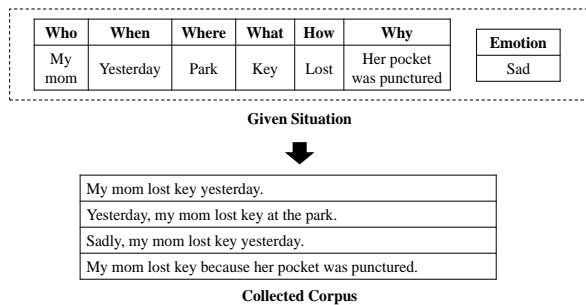 Who When Where What How Why
My mom Yesterday Park Key Lost Her pocket was punctured
Emotion
Sad
Given Situation
My mom lost key yesterday.
Yesterday, my mom lost key at the park.
Sadly, my mom lost key yesterday.
My mom lost key because her pocket was punctured.
Collected Corpus